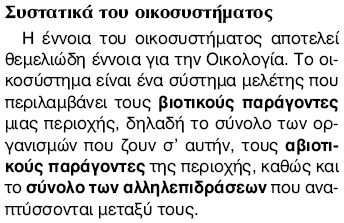 Συστατικά του οικοσυστήματος
Η έννοια του οικοσυστήματος αποτελεί
θεμελιώδη έννοια για την Οικολογία. Το οι-
κοσύστημα είναι ένα σύστημα μελέτης που
περιλαμβάνει τους βιοτικούς παράγοντες
μιας περιοχής, δηλαδή το σύνολο των ορ-
γανισμών που ζουν σ' αυτήν, τους αβιοτι-
κούς παράγοντες της περιοχής, καθώς και
το σύνολο των αλληλεπιδράσεων που ανα-
πτύσσονται μεταξύ τους.